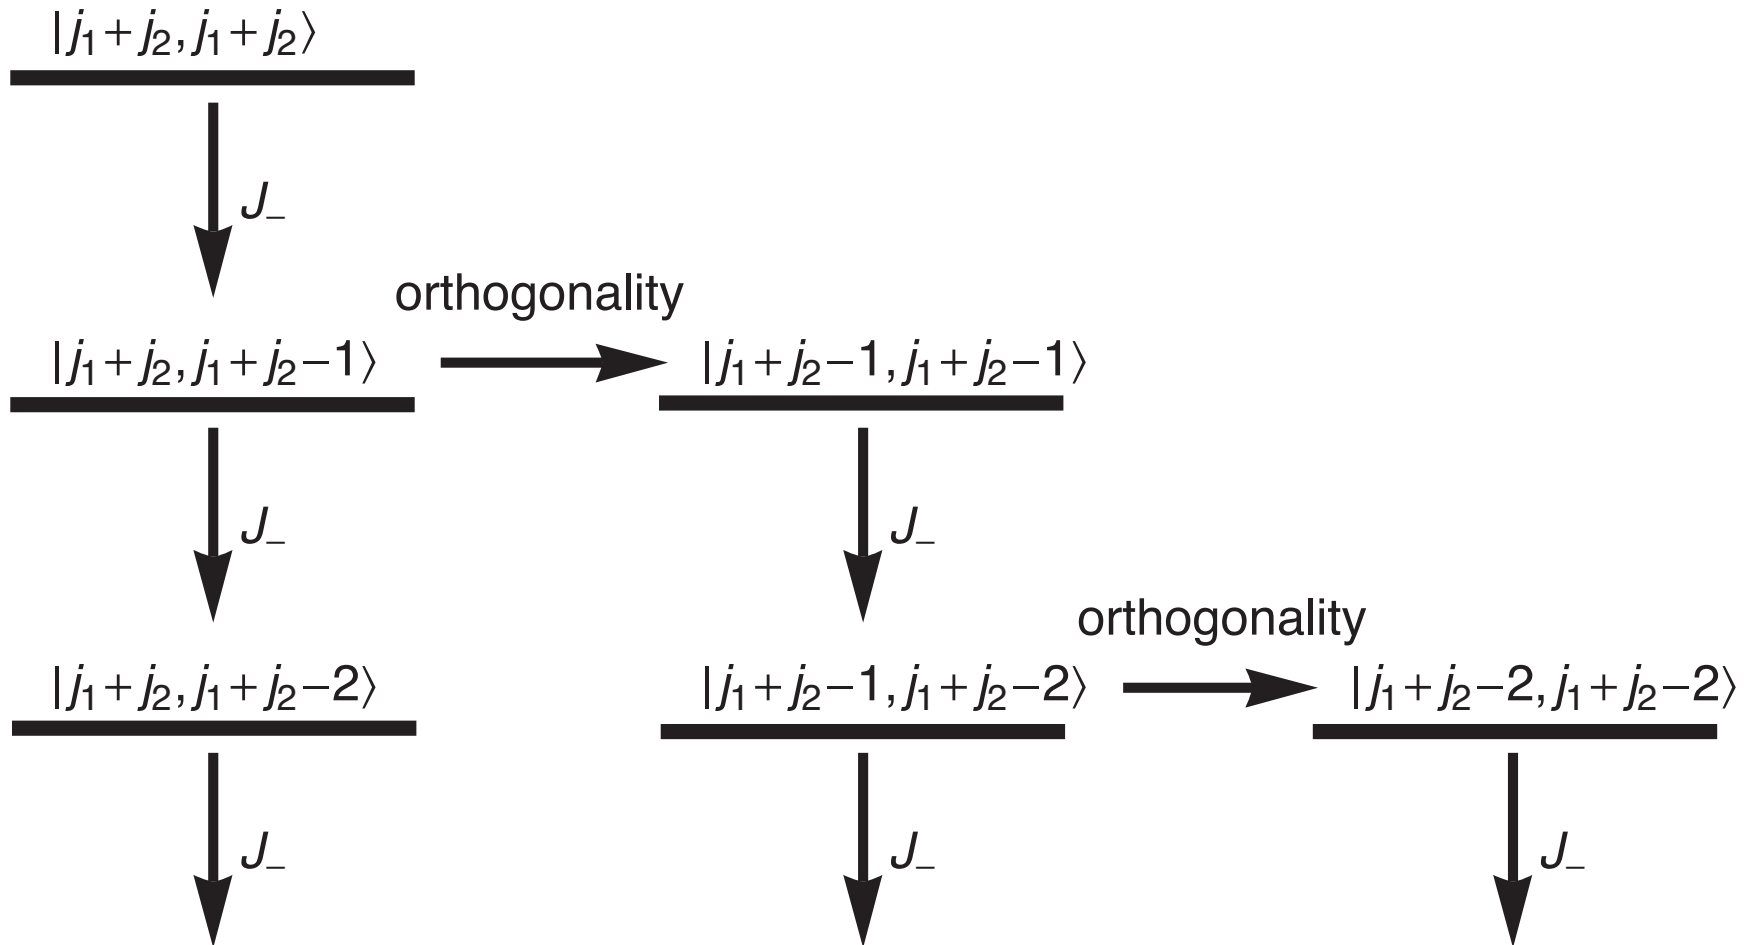 |j₁+j₂, j₁+j₂⟩
J₋
orthogonality
|j₁+j₂, j₁+j₂−1⟩
|j₁+j₂−1, j₁+j₂−1⟩
J₋
J₋
orthogonality
|j₁+j₂, j₁+j₂−2⟩
|j₁+j₂−1, j₁+j₂−2⟩
|j₁+j₂−2, j₁+j₂−2⟩
J₋
J₋
J₋